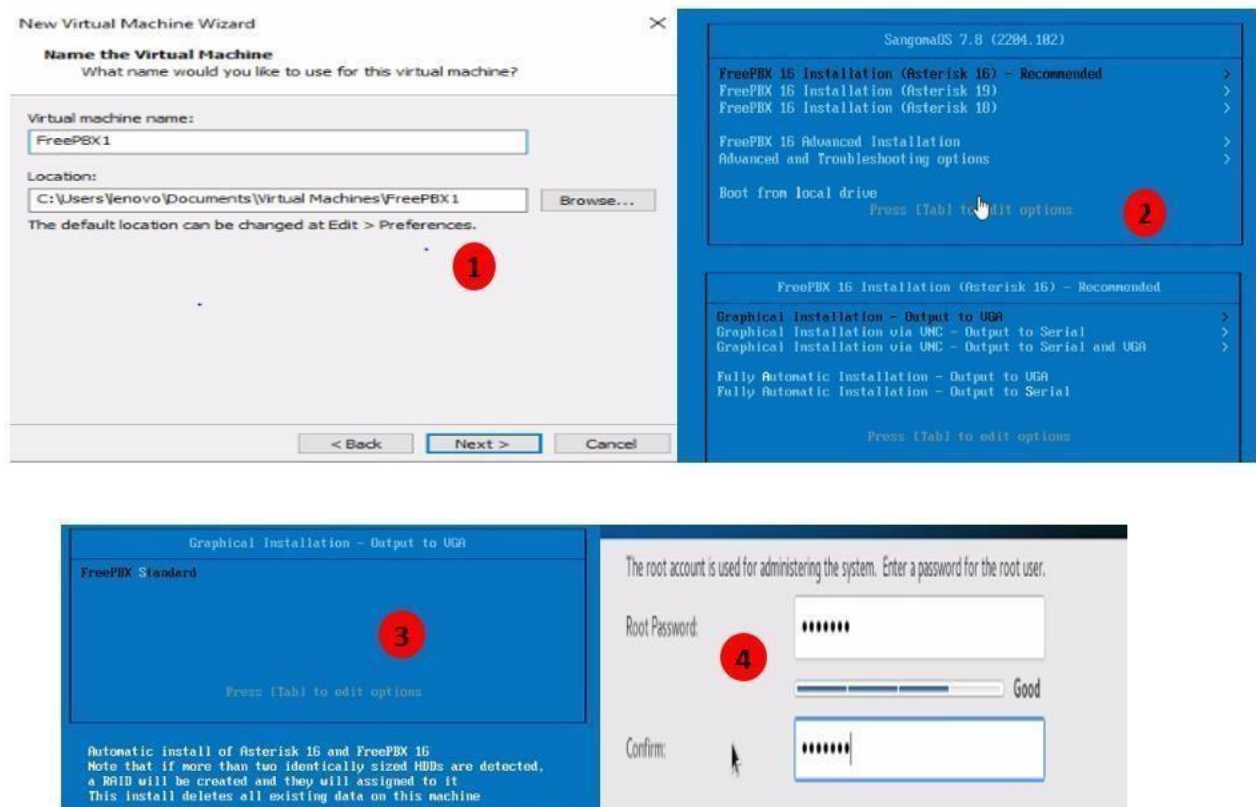 New Virtual Machine Wizard
Name the Virtual Machine
What name would you like to use for this virtual machine?
Virtual machine name:
FreePBX1
Location:
C:\Users\lenovo\Documents\Virtual Machines\FreePBX1
Browse...
The default location can be changed at Edit > Preferences.
1
< Back
Next >
Cancel
SangomaOS 7.8 (2204.102)
FreePBX 16 Installation (Asterisk 16) - Recommended >
FreePBX 16 Installation (Asterisk 19) >
FreePBX 16 Installation (Asterisk 18) >
FreePBX 16 Advanced Installation >
Advanced and Troubleshooting options >
Boot from local drive
Press [Tab] to edit options
2
FreePBX 16 Installation (Asterisk 16) - Recommended
Graphical Installation - Output to VGA >
Graphical Installation via VNC - Output to Serial >
Graphical Installation via VNC - Output to Serial and VGA >
Fully Automatic Installation - Output to VGA
Fully Automatic Installation - Output to Serial
Press [Tab] to edit options
Graphical Installation - Output to VGA
FreePBX Standard
3
Press [Tab] to edit options
Automatic install of Asterisk 16 and FreePBX 16
Note that if more than two identically sized HDDs are detected,
a RAID will be created and they will assigned to it
This install deletes all existing data on this machine
The root account is used for administering the system. Enter a password for the root user.
Root Password:
•••••••
4
Good
Confirm:
•••••••